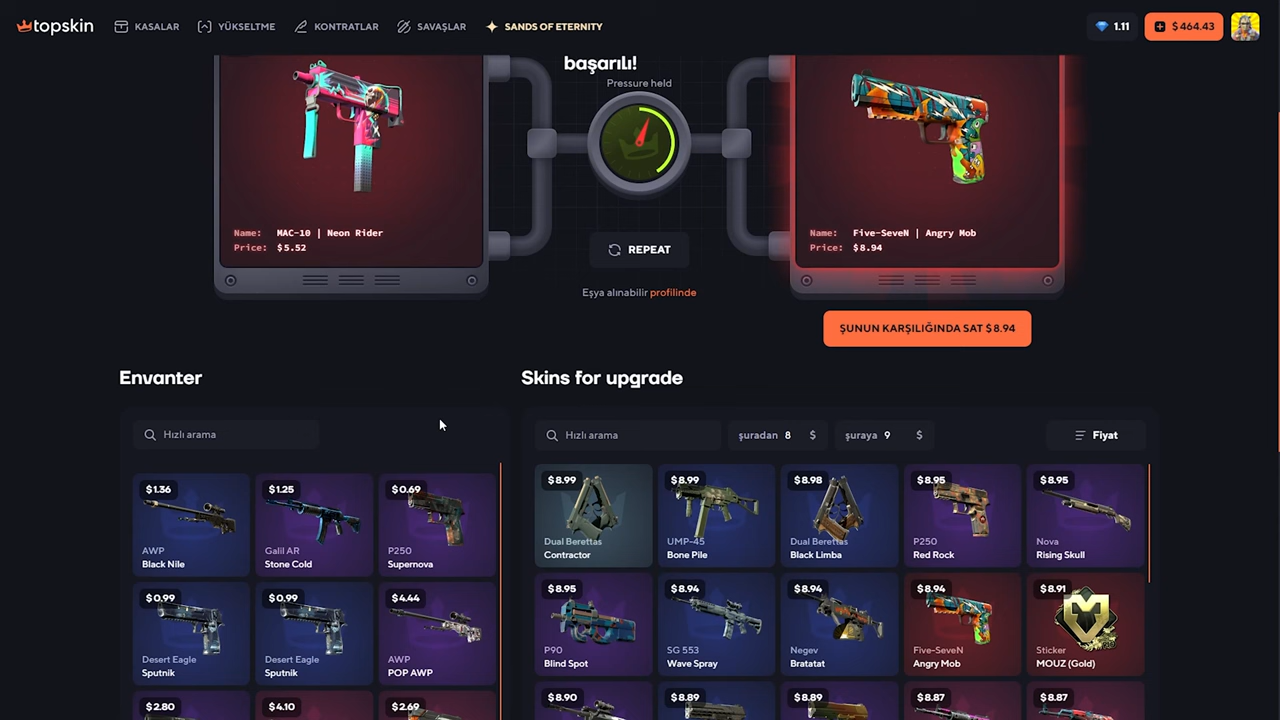 topskin
KASALAR
YÜKSELTME
KONTRATLAR
SAVAŞLAR
SANDS OF ETERNITY
1.11
$ 464.43
başarılı!
Pressure held
Name: MAC-10 | Neon Rider
Price: $5.52
REPEAT
Eşya alınabilir profilinde
Name: Five-SeveN | Angry Mob
Price: $8.94
ŞUNUN KARŞILIĞINDA SAT $8.94
Envanter
Hızlı arama
$1.36
AWP
Black Nile
$1.25
Galil AR
Stone Cold
$0.69
P250
Supernova
$0.99
Desert Eagle
Sputnik
$0.99
Desert Eagle
Sputnik
$4.44
AWP
POP AWP
$2.80
$4.10
$2.69
Skins for upgrade
Hızlı arama
şuradan 8 $
şuraya 9 $
Fiyat
$8.99
Dual Berettas
Contractor
$8.99
UMP-45
Bone Pile
$8.98
Dual Berettas
Black Limba
$8.95
P250
Red Rock
$8.95
Nova
Rising Skull
$8.95
P90
Blind Spot
$8.94
SG 553
Wave Spray
$8.94
Negev
Bratatat
$8.94
Five-SeveN
Angry Mob
$8.91
Sticker
MOUZ (Gold)
$8.90
$8.89
$8.89
$8.87
$8.87